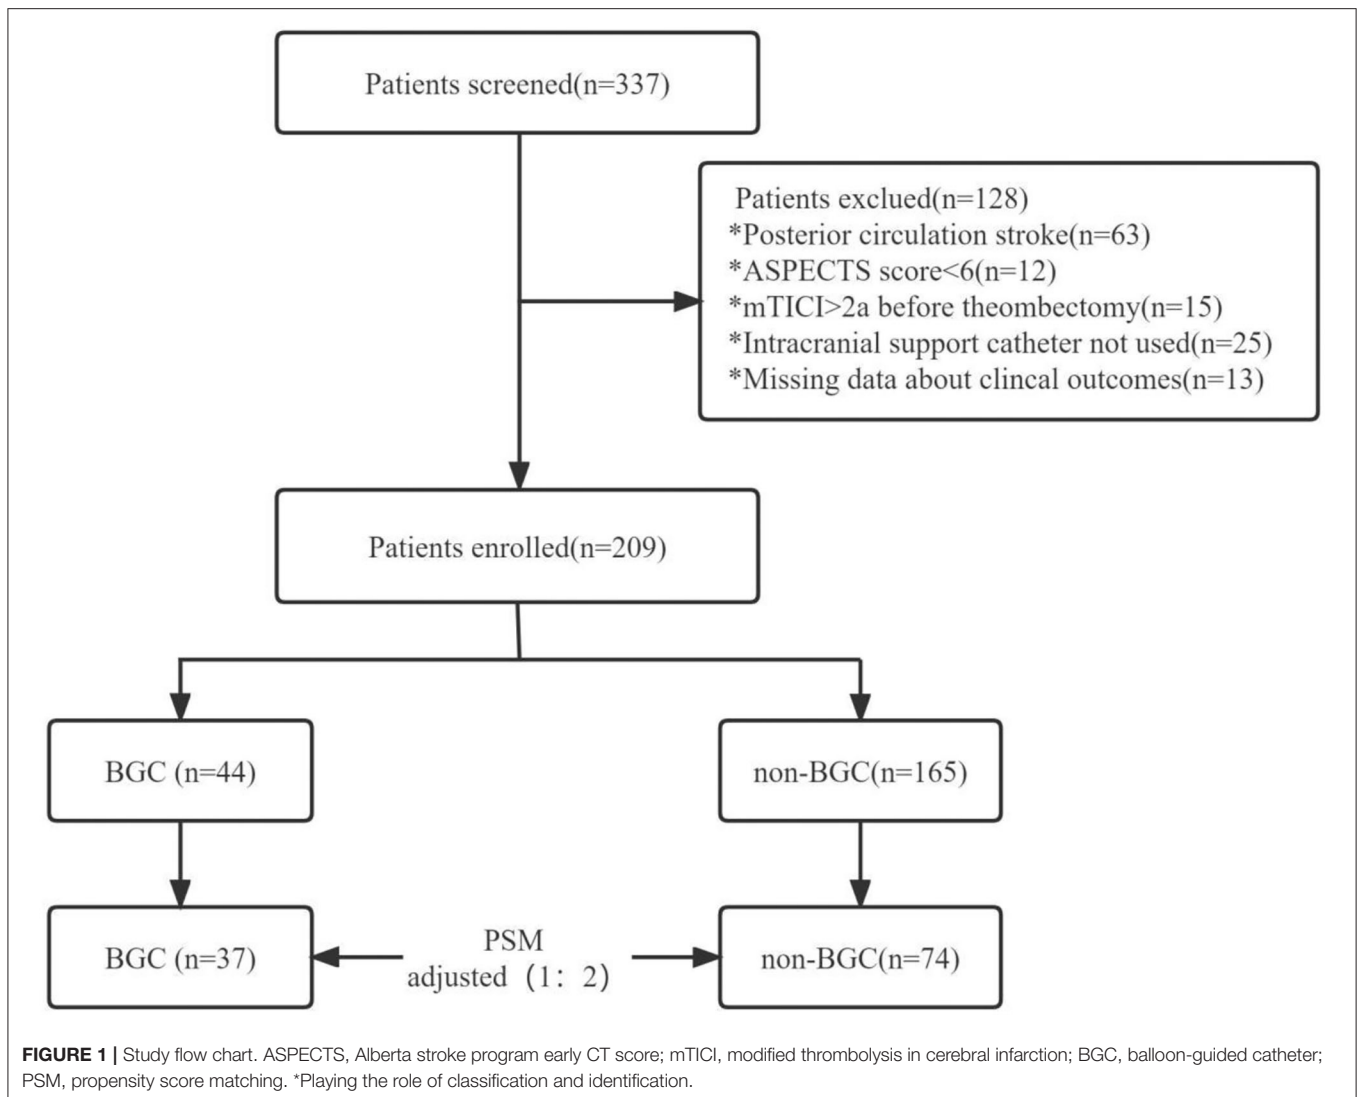 Patients screened(n=337)
Patients exclued(n=128)
*Posterior circulation stroke(n=63)
*ASPECTS score<6(n=12)
*mTICI>2a before theombectomy(n=15)
*Intracranial support catheter not used(n=25)
*Missing data about clincal outcomes(n=13)
Patients enrolled(n=209)
BGC (n=44)
non-BGC(n=165)
BGC (n=37)
PSM
adjusted（1：2）
non-BGC(n=74)
FIGURE 1 | Study flow chart. ASPECTS, Alberta stroke program early CT score; mTICI, modified thrombolysis in cerebral infarction; BGC, balloon-guided catheter;
PSM, propensity score matching. *Playing the role of classification and identification.